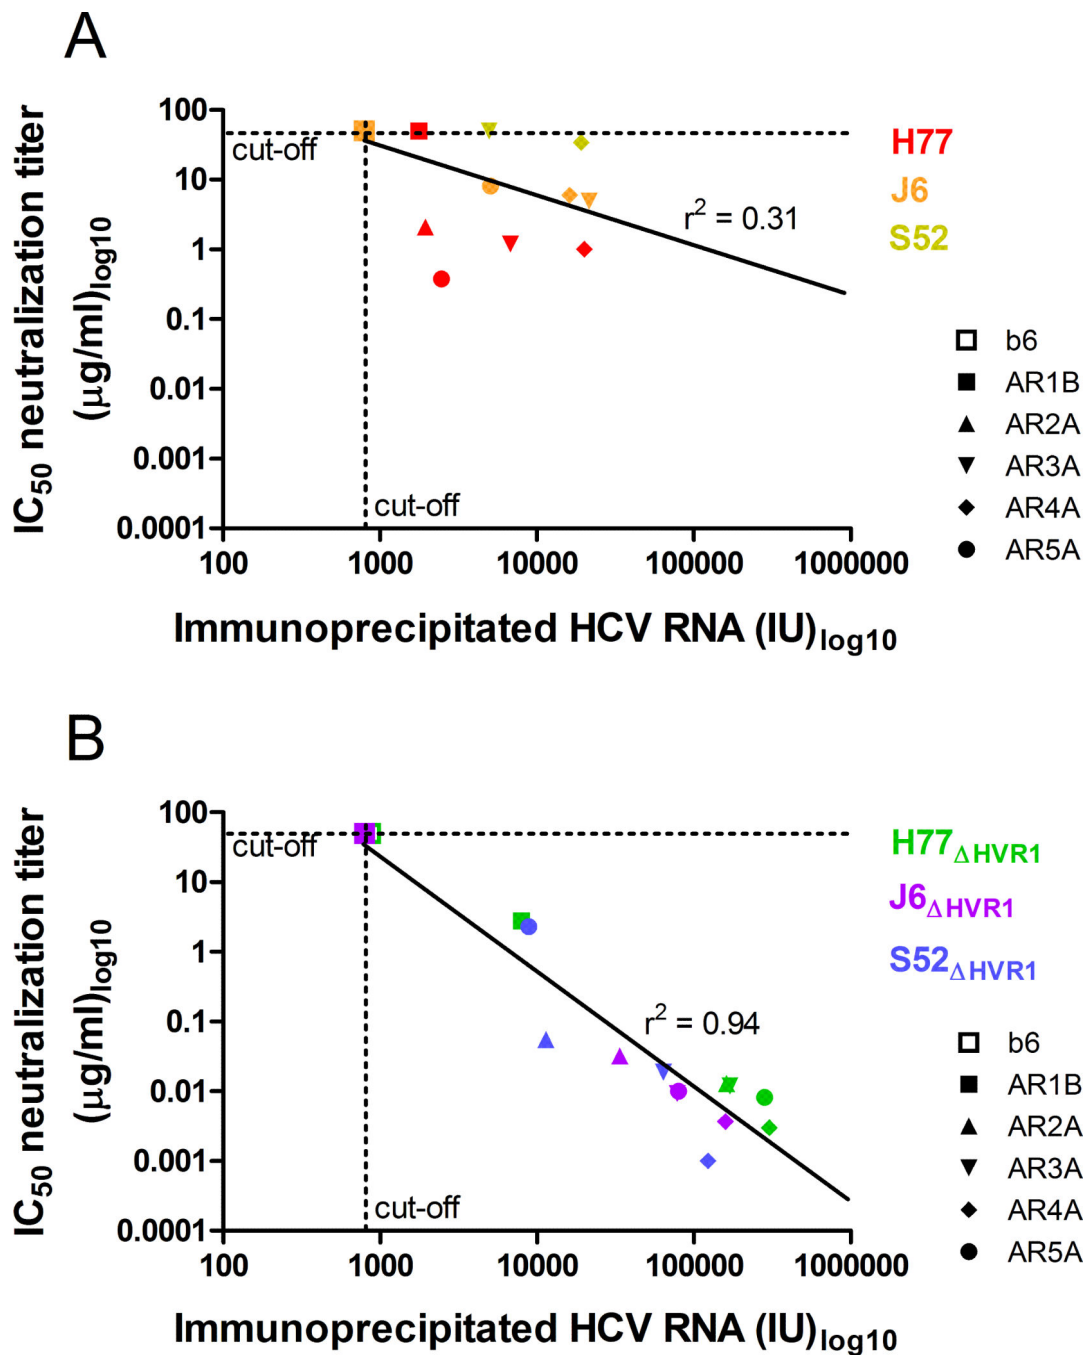 A
IC50 neutralization titer
(μg/ml)log10
100
10
1
0.1
0.01
0.001
0.0001
cut-off
cut-off
r2 = 0.31
100
1000
10000
100000
1000000
Immunoprecipitated HCV RNA (IU)log10
H77
J6
S52
b6
AR1B
AR2A
AR3A
AR4A
AR5A
B
IC50 neutralization titer
(μg/ml)log10
100
10
1
0.1
0.01
0.001
0.0001
cut-off
cut-off
r2 = 0.94
100
1000
10000
100000
1000000
Immunoprecipitated HCV RNA (IU)log10
H77ΔHVR1
J6ΔHVR1
S52ΔHVR1
b6
AR1B
AR2A
AR3A
AR4A
AR5A